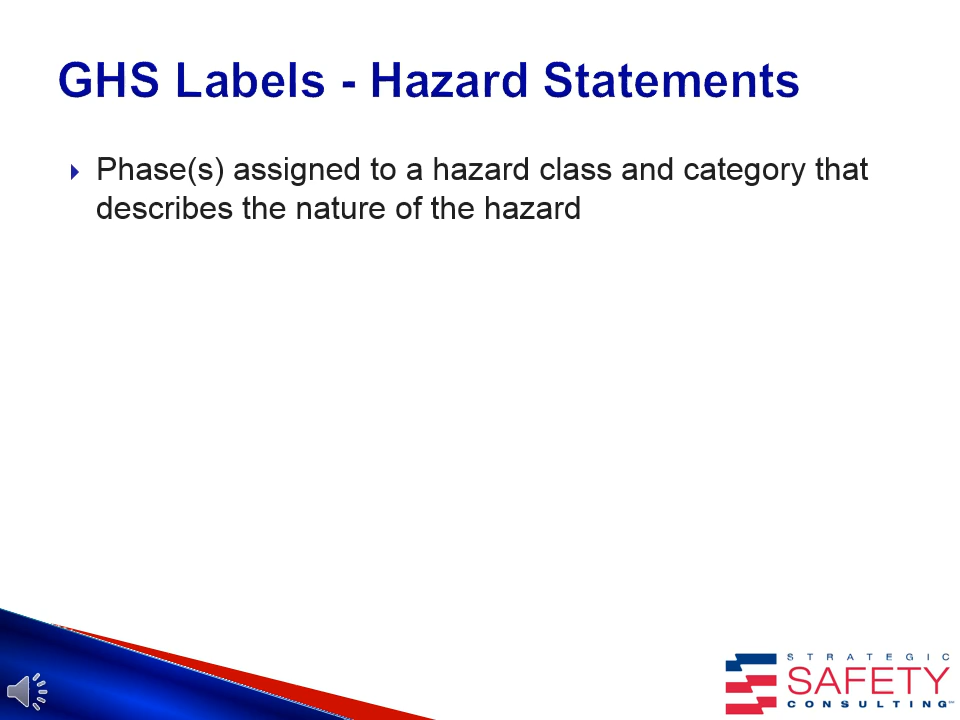 GHS Labels - Hazard Statements
Phase(s) assigned to a hazard class and category that
describes the nature of the hazard
STRATEGIC
SAFETY
CONSULTING